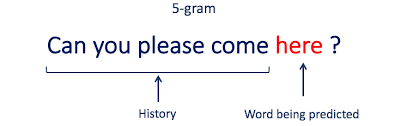 5-gram
Can you please come here ?
History
Word being predicted